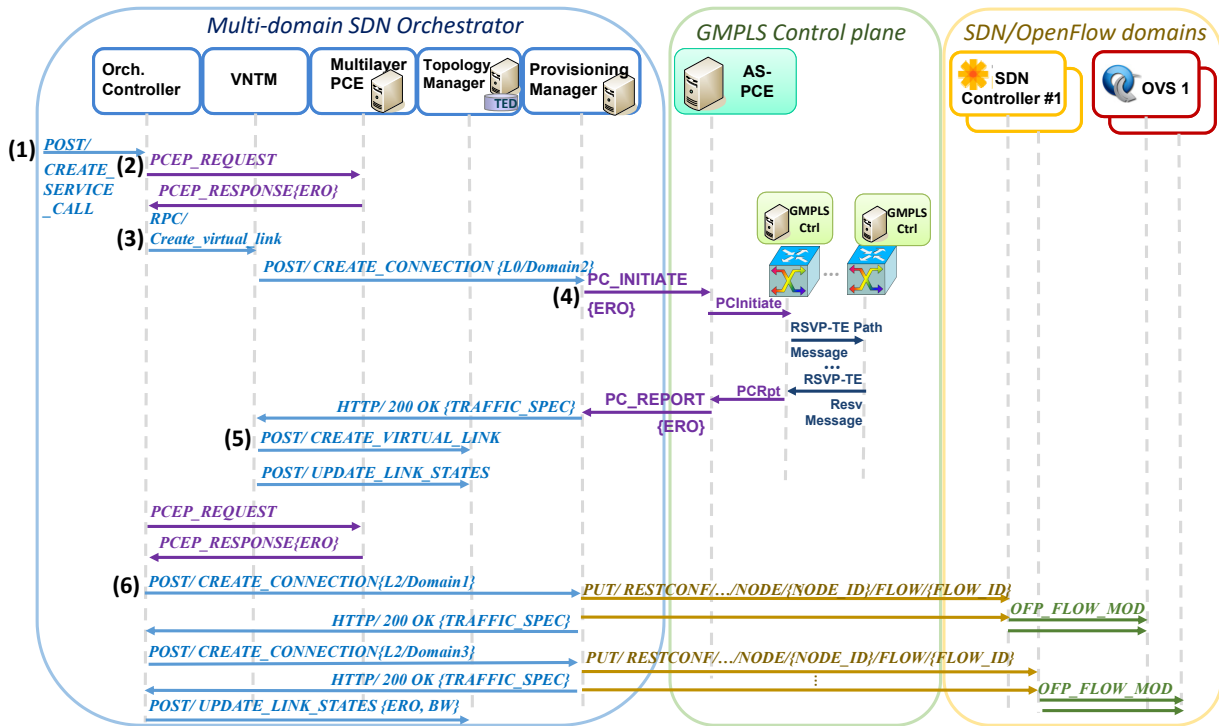 Multi-domain SDN Orchestrator
GMPLS Control plane
SDN/OpenFlow domains
Orch.
Controller
VNTM
Multilayer
PCE
Topology
Manager
TED
Provisioning
Manager
AS-
PCE
SDN
Controller #1
OVS 1
(1)
POST/
CREATE_
SERVICE
_CALL
(2)
PCEP_REQUEST
PCEP_RESPONSE{ERO}
(3)
RPC/
Create_virtual_link
POST/ CREATE_CONNECTION {L0/Domain2}
(4)
PC_INITIATE
{ERO}
GMPLS
Ctrl
GMPLS
Ctrl
...
PCInitiate
RSVP-TE Path
Message
...
RSVP-TE
Resv
Message
PCRpt
PC_REPORT
{ERO}
HTTP/ 200 OK {TRAFFIC_SPEC}
(5)
POST/ CREATE_VIRTUAL_LINK
POST/ UPDATE_LINK_STATES
PCEP_REQUEST
PCEP_RESPONSE{ERO}
(6)
POST/ CREATE_CONNECTION{L2/Domain1}
PUT/ RESTCONF/…/NODE/{NODE_ID}/FLOW/{FLOW_ID}
OFP_FLOW_MOD
HTTP/ 200 OK {TRAFFIC_SPEC}
POST/ CREATE_CONNECTION{L2/Domain3}
PUT/ RESTCONF/…/NODE/{NODE_ID}/FLOW/{FLOW_ID}
⋮
HTTP/ 200 OK {TRAFFIC_SPEC}
OFP_FLOW_MOD
POST/ UPDATE_LINK_STATES {ERO, BW}